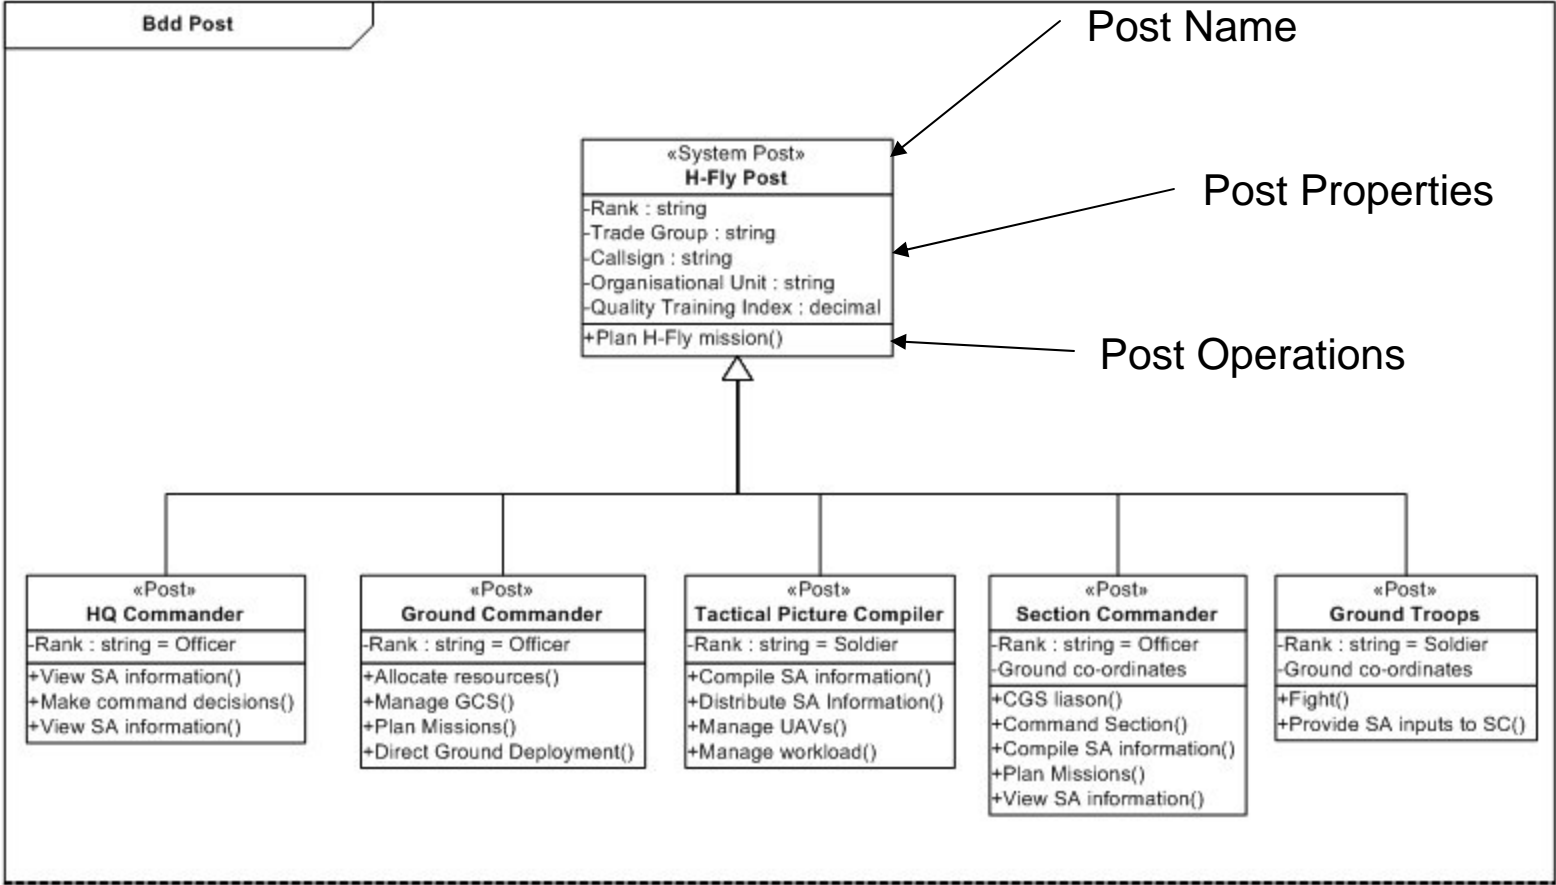 Bdd Post
Post Name
«System Post»
H-Fly Post
-Rank : string
-Trade Group : string
-Callsign : string
-Organisational Unit : string
-Quality Training Index : decimal
+Plan H-Fly mission()
Post Properties
Post Operations
«Post»
HQ Commander
-Rank : string = Officer
+View SA information()
+Make command decisions()
+View SA information()
«Post»
Ground Commander
-Rank : string = Officer
+Allocate resources()
+Manage GCS()
+Plan Missions()
+Direct Ground Deployment()
«Post»
Tactical Picture Compiler
-Rank : string = Soldier
+Compile SA information()
+Distribute SA Information()
+Manage UAVs()
+Manage workload()
«Post»
Section Commander
-Rank : string = Officer
-Ground co-ordinates
+CGS liason()
+Command Section()
+Compile SA information()
+Plan Missions()
+View SA information()
«Post»
Ground Troops
-Rank : string = Soldier
-Ground co-ordinates
+Fight()
+Provide SA inputs to SC()